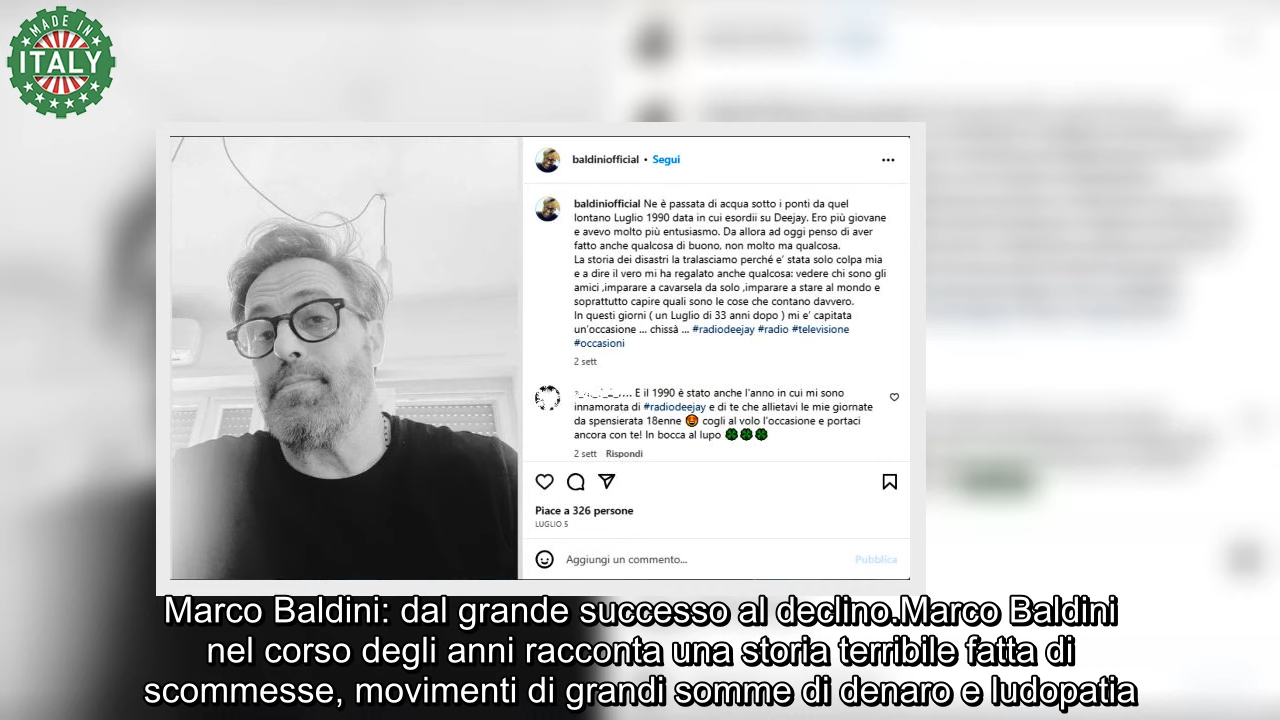 MADE IN
ITALY
baldiniofficial • Segui
baldiniofficial Ne è passata di acqua sotto i ponti da quel
lontano Luglio 1990 data in cui esordii su Deejay. Ero più giovane
e avevo molto più entusiasmo. Da allora ad oggi penso di aver
fatto anche qualcosa di buono, non molto ma qualcosa.
La storia dei disastri la tralasciamo perché e' stata solo colpa mia
e a dire il vero mi ha regalato anche qualcosa: vedere chi sono gli
amici ,imparare a cavarsela da solo ,imparare a stare al mondo e
soprattutto capire quali sono le cose che contano davvero.
In questi giorni ( un Luglio di 33 anni dopo ) mi e' capitata
un'occasione ... chissà ... #radiodeejay #radio #televisione
#occasioni
2 sett
E il 1990 è stato anche l'anno in cui mi sono
innamorata di #radiodeejay e di te che allietavi le mie giornate
da spensierata 18enne 🤩 cogli al volo l'occasione e portaci
ancora con te! In bocca al lupo 🍀🍀🍀
2 sett Rispondi
Piace a 326 persone
LUGLIO 5
Aggiungi un commento... Pubblica
Marco Baldini: dal grande successo al declino.Marco Baldini
nel corso degli anni racconta una storia terribile fatta di
scommesse, movimenti di grandi somme di denaro e ludopatia